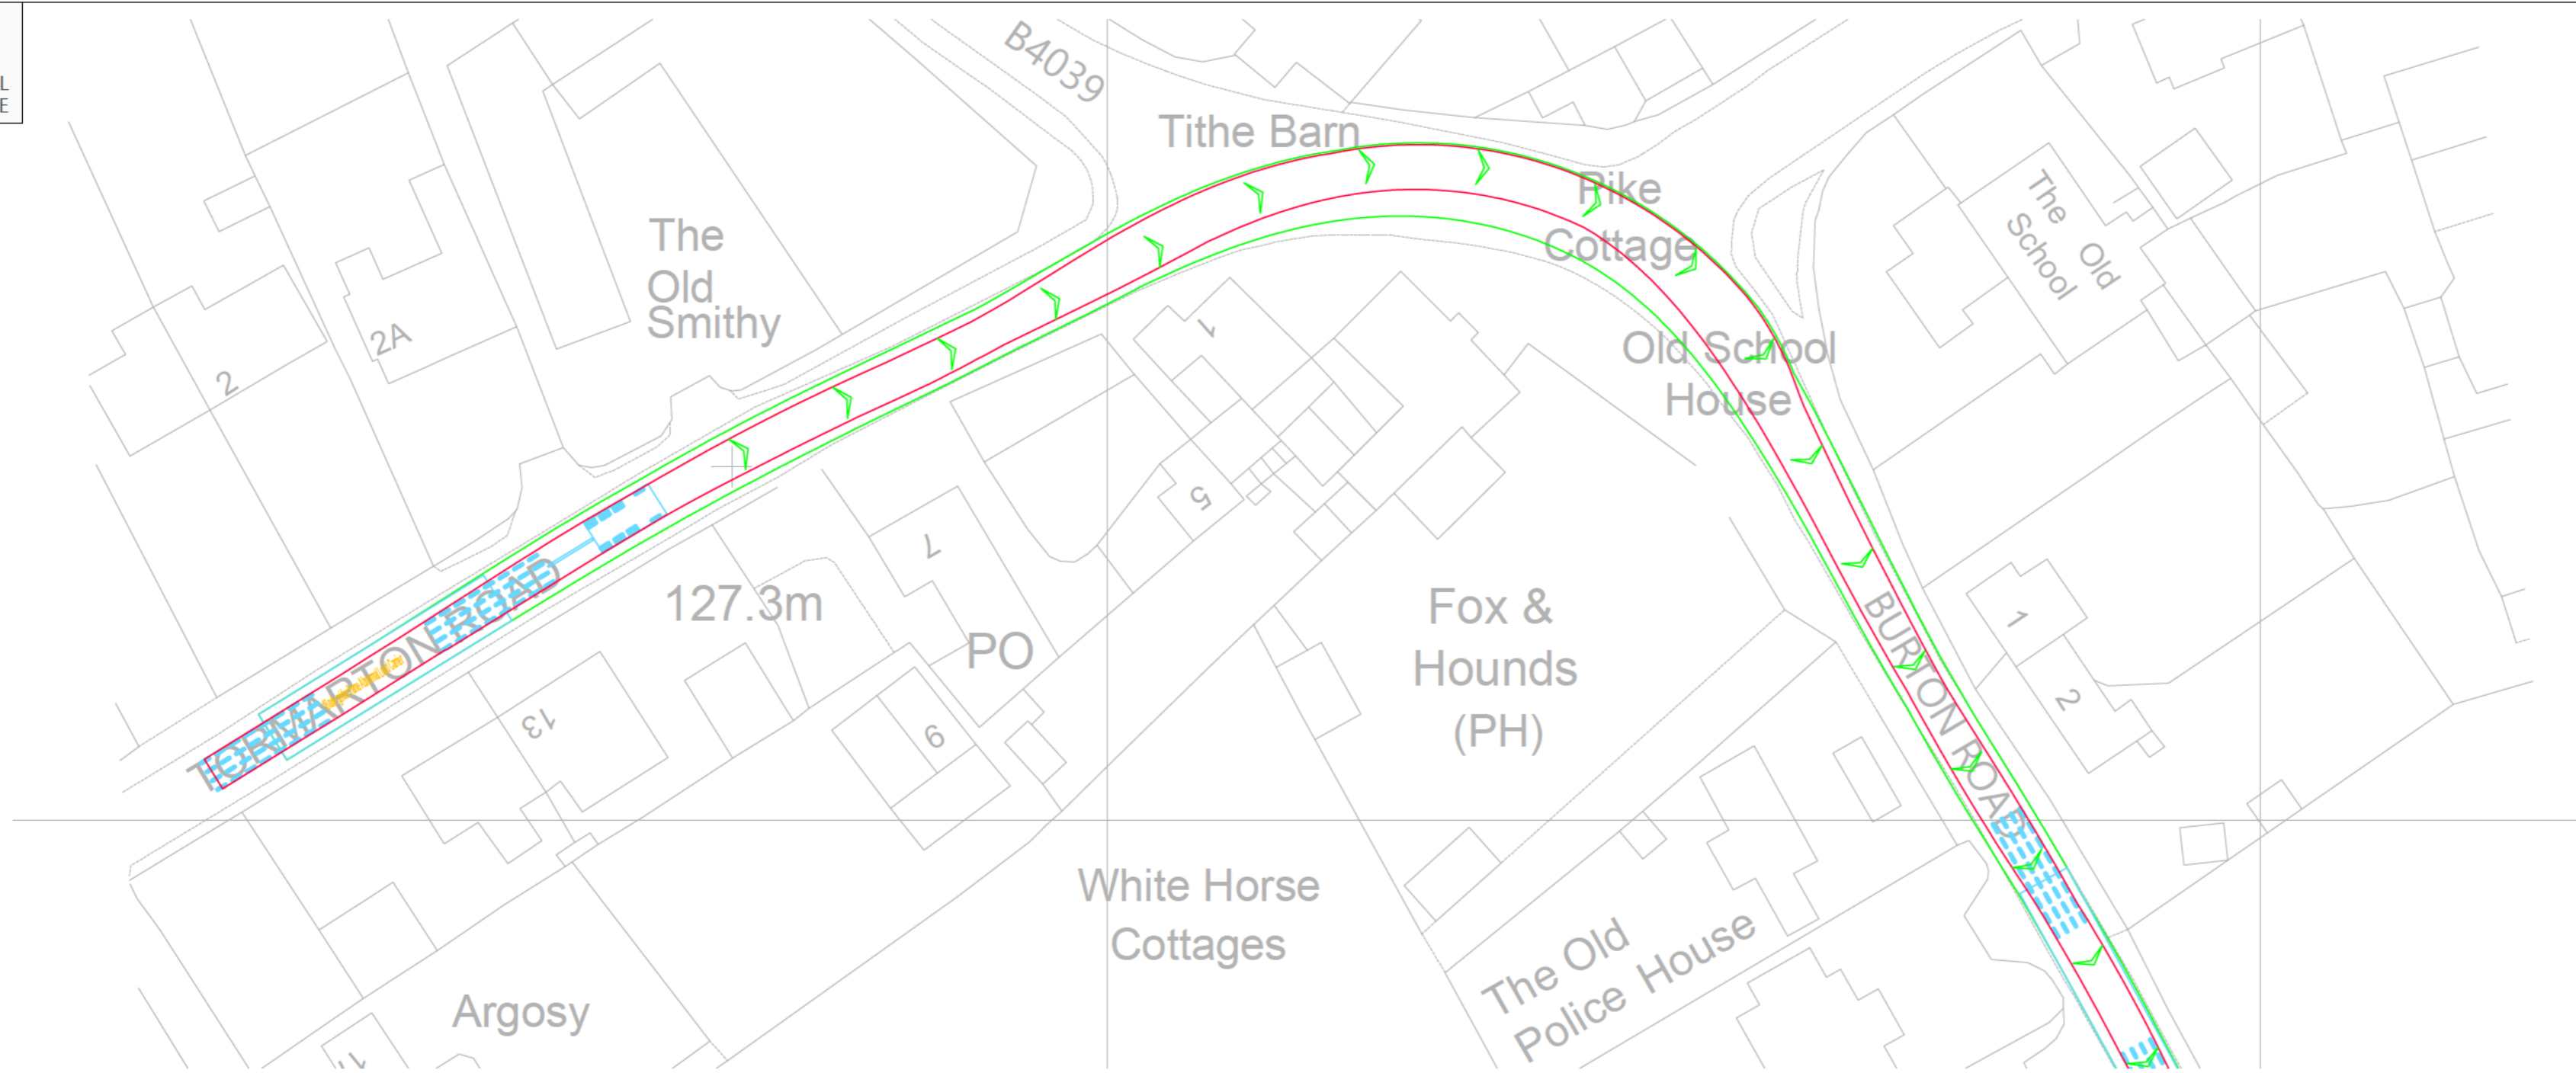 L
E
B4039
Tithe Barn
Pike
Cottage
The
Old
Smithy
The Old
School
2A
2
1
Old School
House
5
7
127.3m
PO
Fox &
Hounds
(PH)
TORMARTON ROAD
BURTON ROAD
1
2
13
9
White Horse
Cottages
The Old
Police House
Argosy
11